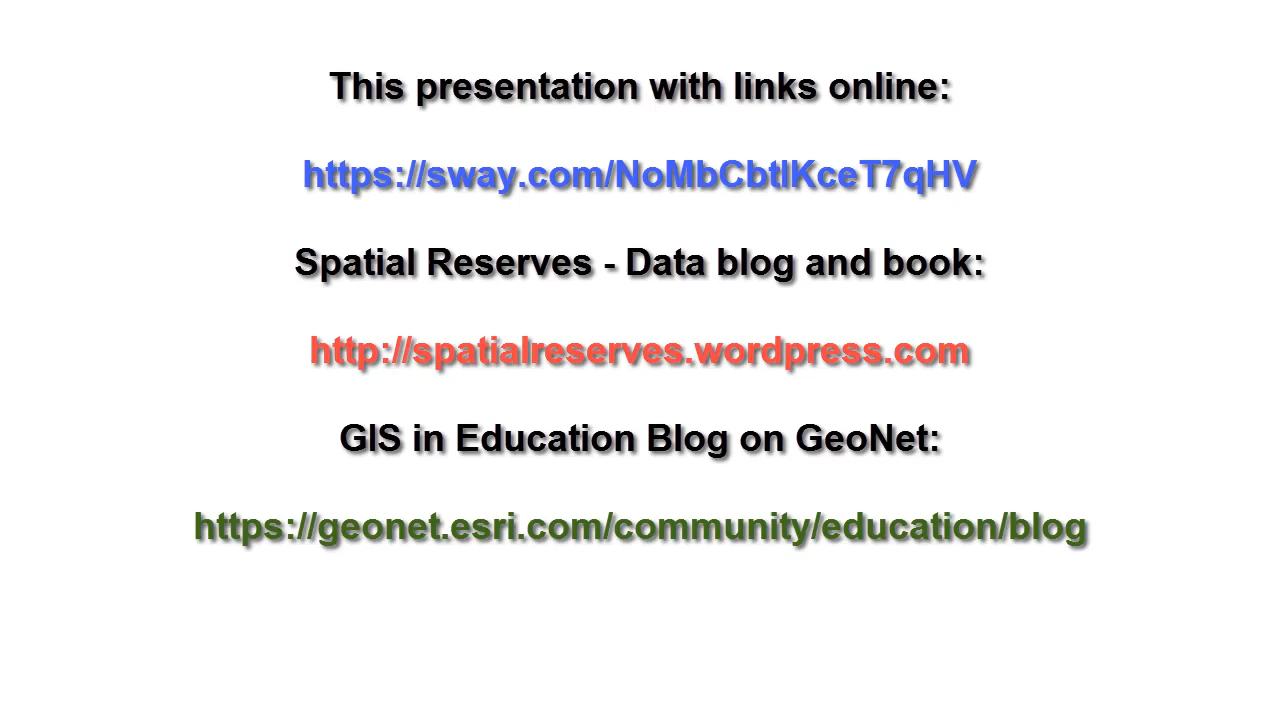 This presentation with links online:
https://sway.com/NoMbCbtlKceT7qHV
Spatial Reserves - Data blog and book:
http://spatialreserves.wordpress.com
GIS in Education Blog on GeoNet:
https://geonet.esri.com/community/education/blog